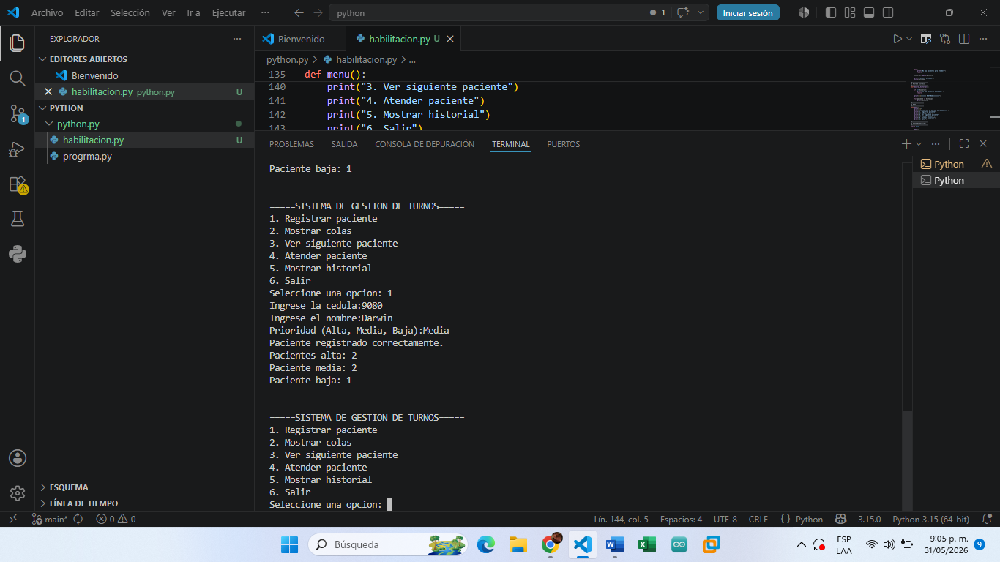 Archivo Editar Selección Ver Ir a Ejecutar ··· python 1 Iniciar sesión
EXPLORADOR
EDITORES ABIERTOS
Bienvenido
habilitacion.py python.py U
PYTHON
python.py
habilitacion.py U
progrma.py
ESQUEMA
LÍNEA DE TIEMPO
1
Bienvenido habilitacion.py U
python.py > habilitacion.py > ...
135 def menu():
140 print("3. Ver siguiente paciente")
141 print("4. Atender paciente")
142 print("5. Mostrar historial")
143 print("6. Salir")
PROBLEMAS SALIDA CONSOLA DE DEPURACIÓN TERMINAL PUERTOS
Python
Python
Paciente baja: 1
=====SISTEMA DE GESTION DE TURNOS=====
1. Registrar paciente
2. Mostrar colas
3. Ver siguiente paciente
4. Atender paciente
5. Mostrar historial
6. Salir
Seleccione una opcion: 1
Ingrese la cedula:9080
Ingrese el nombre:Darwin
Prioridad (Alta, Media, Baja):Media
Paciente registrado correctamente.
Pacientes alta: 2
Paciente media: 2
Paciente baja: 1
=====SISTEMA DE GESTION DE TURNOS=====
1. Registrar paciente
2. Mostrar colas
3. Ver siguiente paciente
4. Atender paciente
5. Mostrar historial
6. Salir
Seleccione una opcion:
main* 0 0 Lín. 144, col. 5 Espacios: 4 UTF-8 CRLF { } Python 3.15.0 Python 3.15 (64-bit)
Búsqueda
ESP
LAA
9:05 p. m.
31/05/2026
9